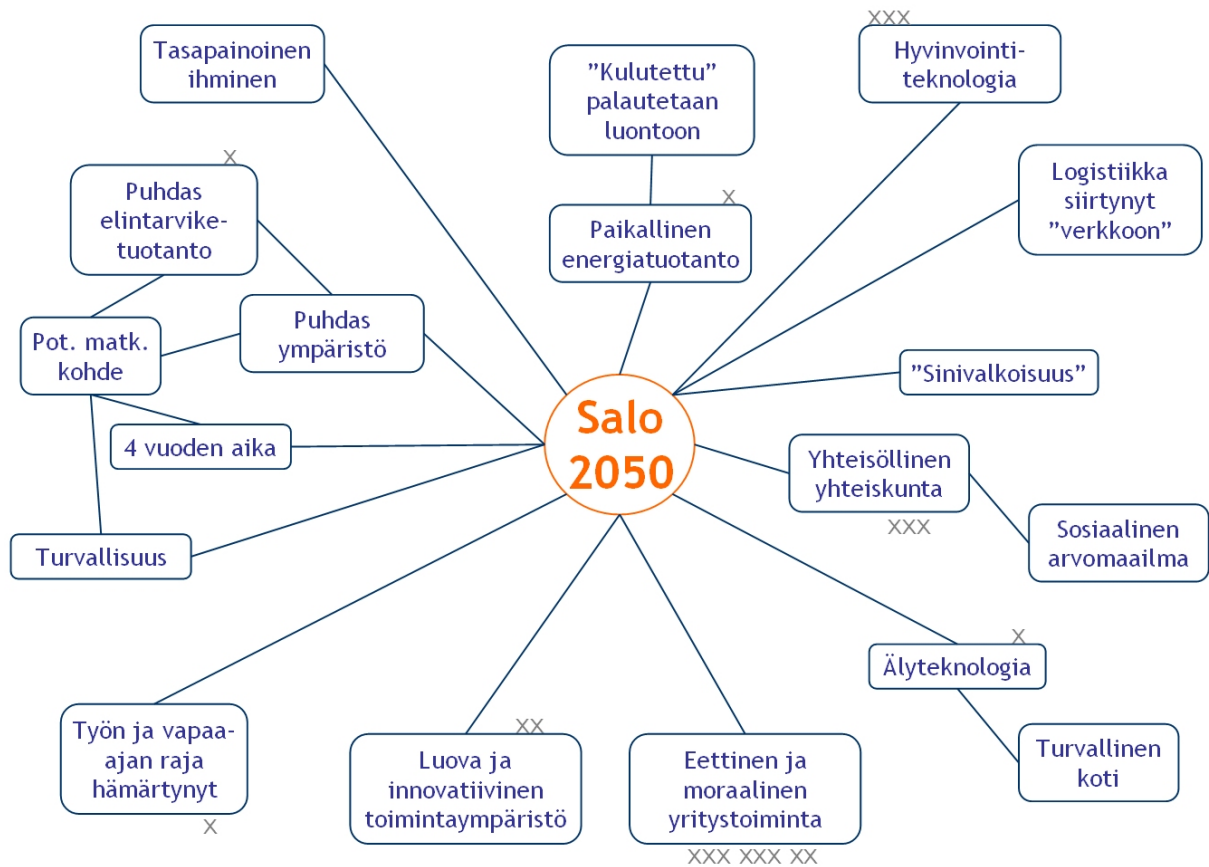 XXX
Tasapainoinen
ihminen
”Kulutettu”
palautetaan
luontoon
Hyvinvointi-
teknologia
X
Puhdas
elintarvike-
tuotanto
X
Paikallinen
energiatuotanto
Logistiikka
siirtynyt
”verkkoon”
Pot. matk.
kohde
Puhdas
ympäristö
”Sinivalkoisuus”
Salo
2050
4 vuoden aika
Yhteisöllinen
yhteiskunta
XXX
Turvallisuus
Sosiaalinen
arvomaailma
X
Älyteknologia
Työn ja vapaa-
ajan raja
hämärtynyt
X
XX
Luova ja
innovatiivinen
toimintaympäristö
Eettinen ja
moraalinen
yritystoiminta
XXX XXX XX
Turvallinen
koti